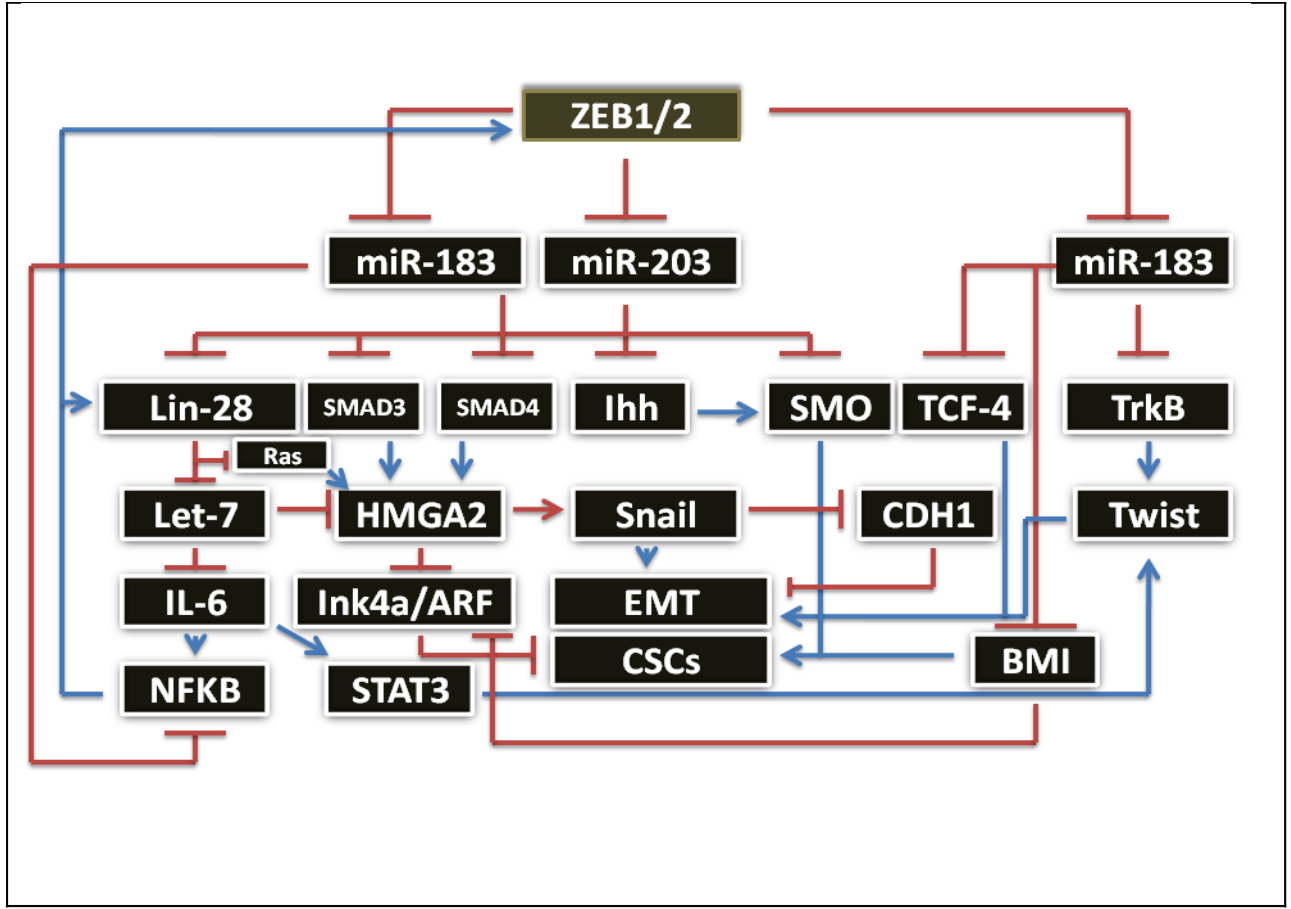 ZEB1/2
miR-183
miR-203
miR-183
Lin-28
SMAD3
SMAD4
Ihh
SMO
TCF-4
TrkB
Ras
Let-7
HMGA2
Snail
CDH1
Twist
IL-6
Ink4a/ARF
EMT
CSCs
BMI
NFKB
STAT3